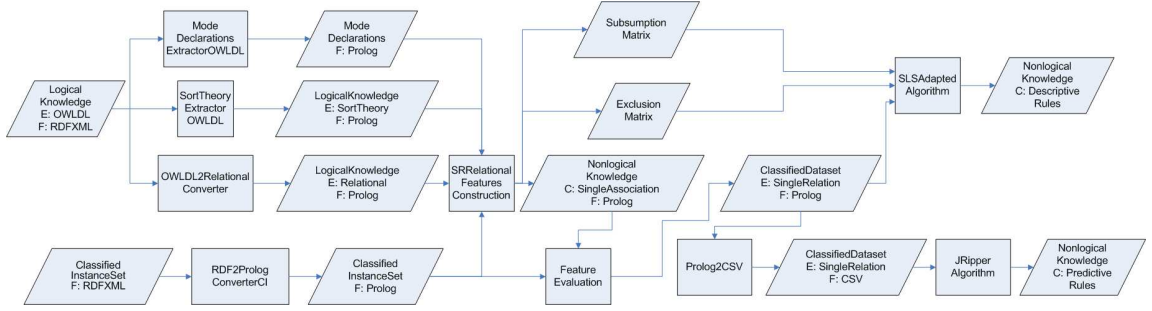 Mode
Declarations
ExtractorOWLDL
Mode
Declarations
F: Prolog
Subsumption
Matrix
Logical
Knowledge
E: OWLDL
F: RDFXML
SortTheory
Extractor
OWLDL
LogicalKnowledge
E: SortTheory
F: Prolog
Exclusion
Matrix
SLSAdapted
Algorithm
Nonlogical
Knowledge
C: Descriptive
Rules
OWLDL2Relational
Converter
LogicalKnowledge
E: Relational
F: Prolog
SRRelational
Features
Construction
Nonlogical
Knowledge
C: SingleAssociation
F: Prolog
ClassifiedDataset
E: SingleRelation
F: Prolog
Classified
InstanceSet
F: RDFXML
RDF2Prolog
ConverterCI
Classified
InstanceSet
F: Prolog
Feature
Evaluation
Prolog2CSV
ClassifiedDataset
E: SingleRelation
F: CSV
JRipper
Algorithm
Nonlogical
Knowledge
C: Predictive
Rules